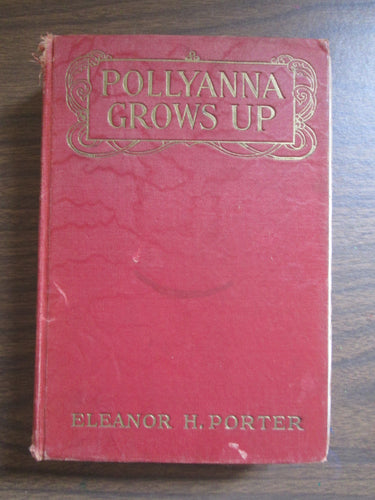 POLLYANNA
GROWS UP
ELEANOR H. PORTER